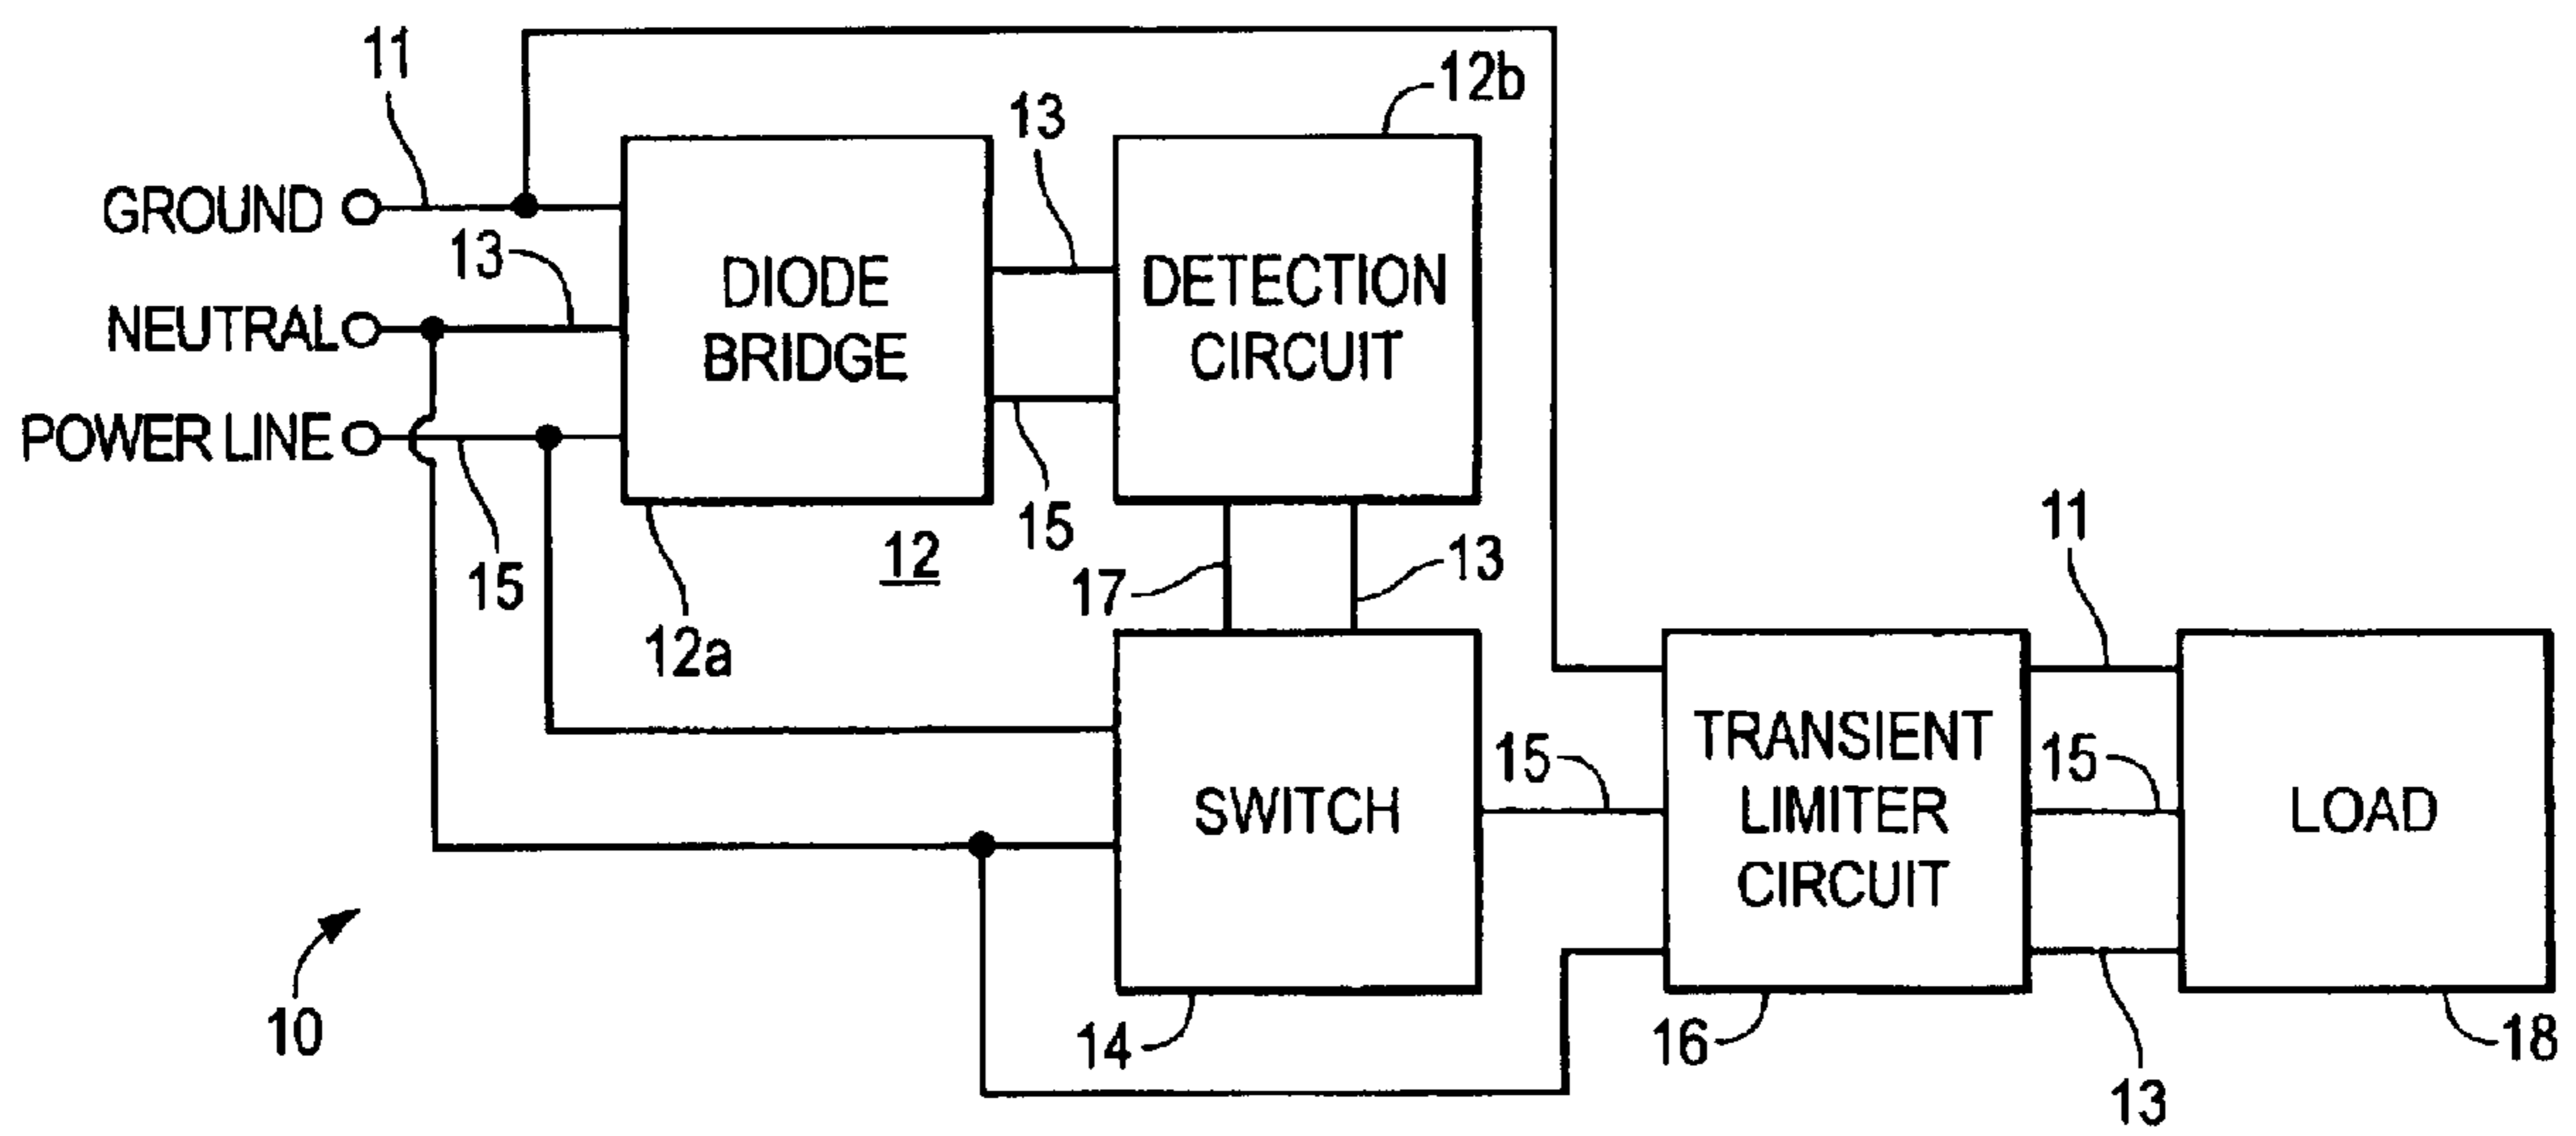 11
12b
13
GROUND
13
DIODE
BRIDGE
DETECTION
CIRCUIT
NEUTRAL
POWER LINE
15
15
12
17
13
11
12a
TRANSIENT
LIMITER
CIRCUIT
SWITCH
15
15
LOAD
10
14
16
18
13